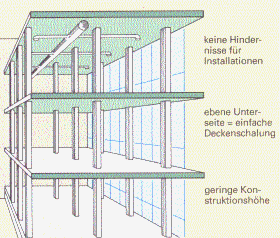 keine Hinder-
nisse für
Installationen
ebene Unter-
seite = einfache
Deckenschalung
geringe Kon-
struktionshöhe